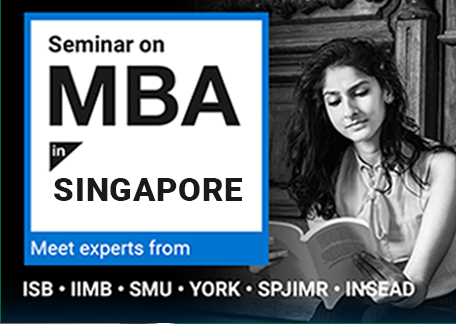 Seminar on
MBA
in
SINGAPORE
Meet experts from
ISB • IIMB • SMU • YORK • SPJIMR • INSEAD